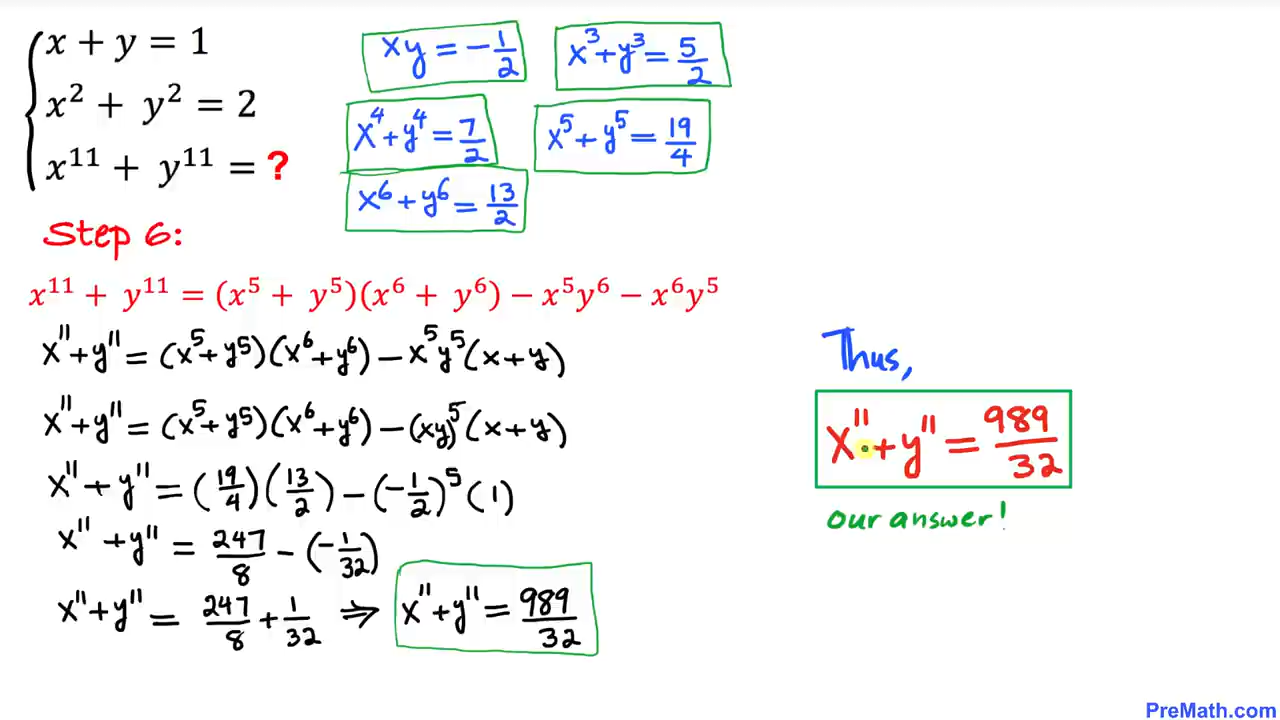 x + y = 1
x² + y² = 2
x¹¹ + y¹¹ = ?
xy = -1/2
x³ + y³ = 5/2
x⁴ + y⁴ = 7/2
x⁵ + y⁵ = 19/4
x⁶ + y⁶ = 13/2
Step 6:
x¹¹ + y¹¹ = (x⁵ + y⁵)(x⁶ + y⁶) − x⁵y⁶ − x⁶y⁵
x¹¹ + y¹¹ = (x⁵ + y⁵)(x⁶ + y⁶) − x⁵y⁵(x + y)
x¹¹ + y¹¹ = (x⁵ + y⁵)(x⁶ + y⁶) − (xy)⁵(x + y)
x¹¹ + y¹¹ = (19/4)(13/2) − (-1/2)⁵(1)
x¹¹ + y¹¹ = 247/8 − (-1/32)
x¹¹ + y¹¹ = 247/8 + 1/32 ⇒ x¹¹ + y¹¹ = 989/32
Thus,
x¹¹ + y¹¹ = 989/32
our answer!
PreMath.com